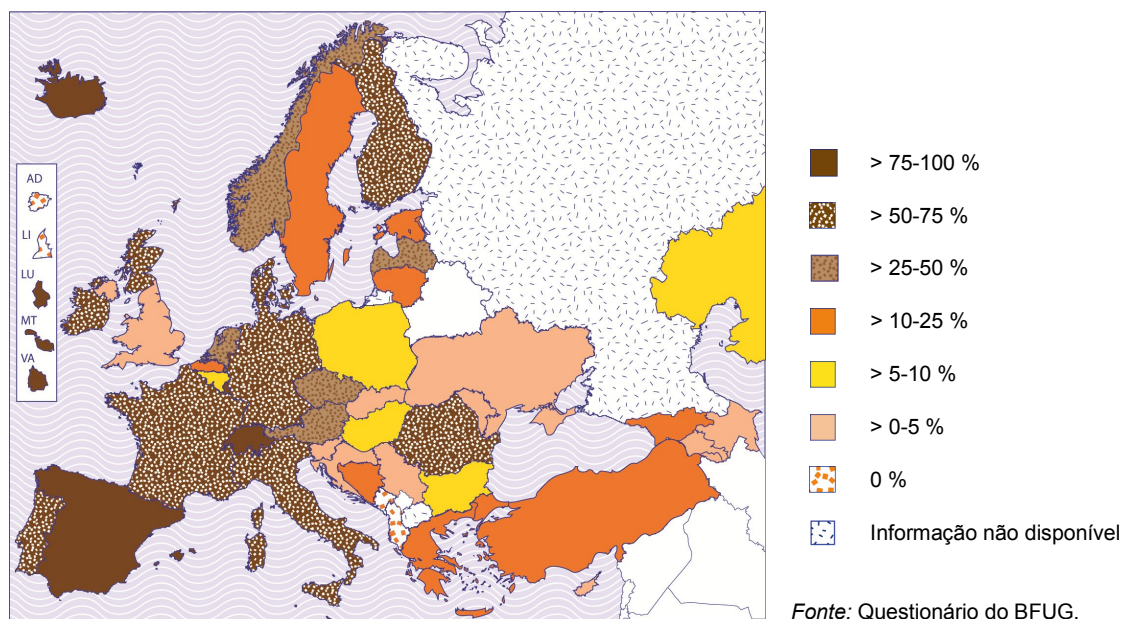 AD
LI
LU
MT
VA
> 75-100 %
> 50-75 %
> 25-50 %
> 10-25 %
> 5-10 %
> 0-5 %
0 %
Informação não disponível
Fonte: Questionário do BFUG.